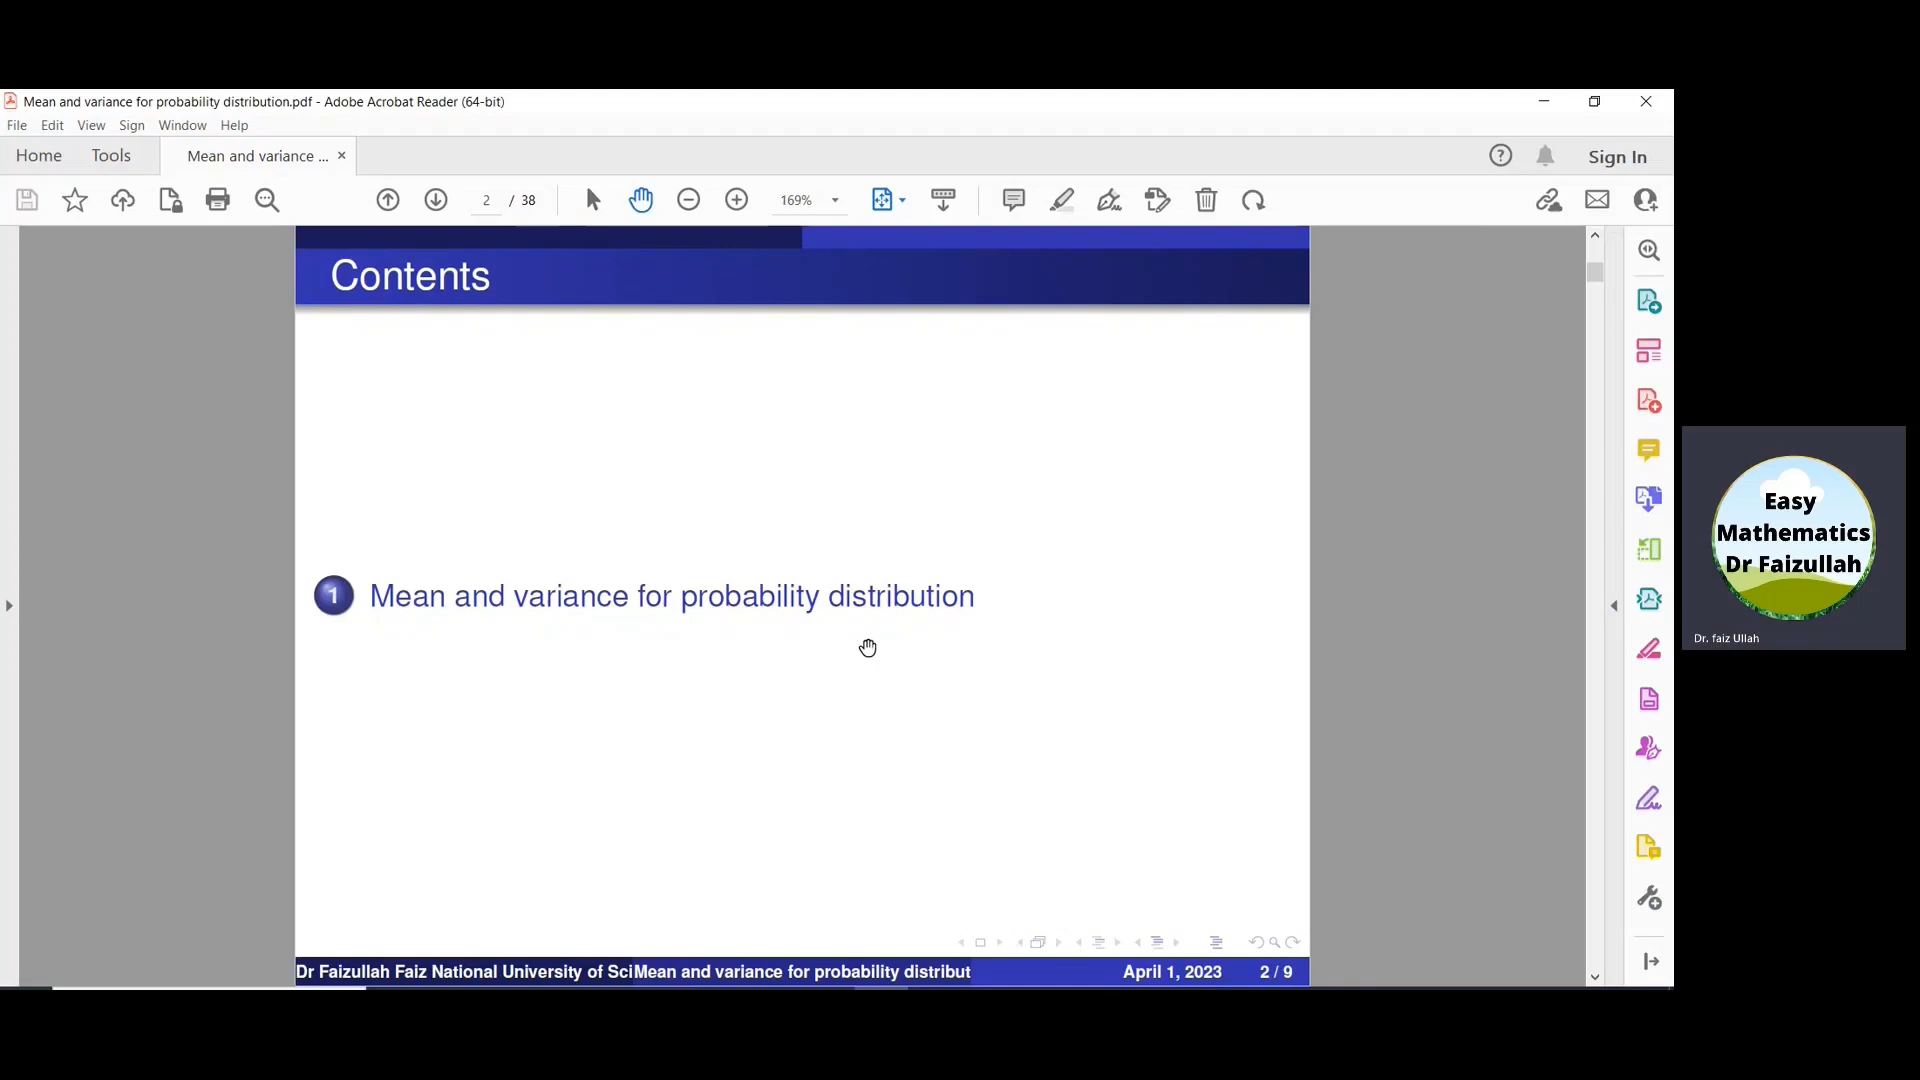 Mean and variance for probability distribution.pdf - Adobe Acrobat Reader (64-bit)
File Edit View Sign Window Help
Home Tools Mean and variance ... Sign In
2 / 38 169%
Contents
1 Mean and variance for probability distribution
Easy
Mathematics
Dr Faizullah
Dr. faiz Ullah
Dr Faizullah Faiz National University of Sci Mean and variance for probability distribut April 1, 2023 2 / 9